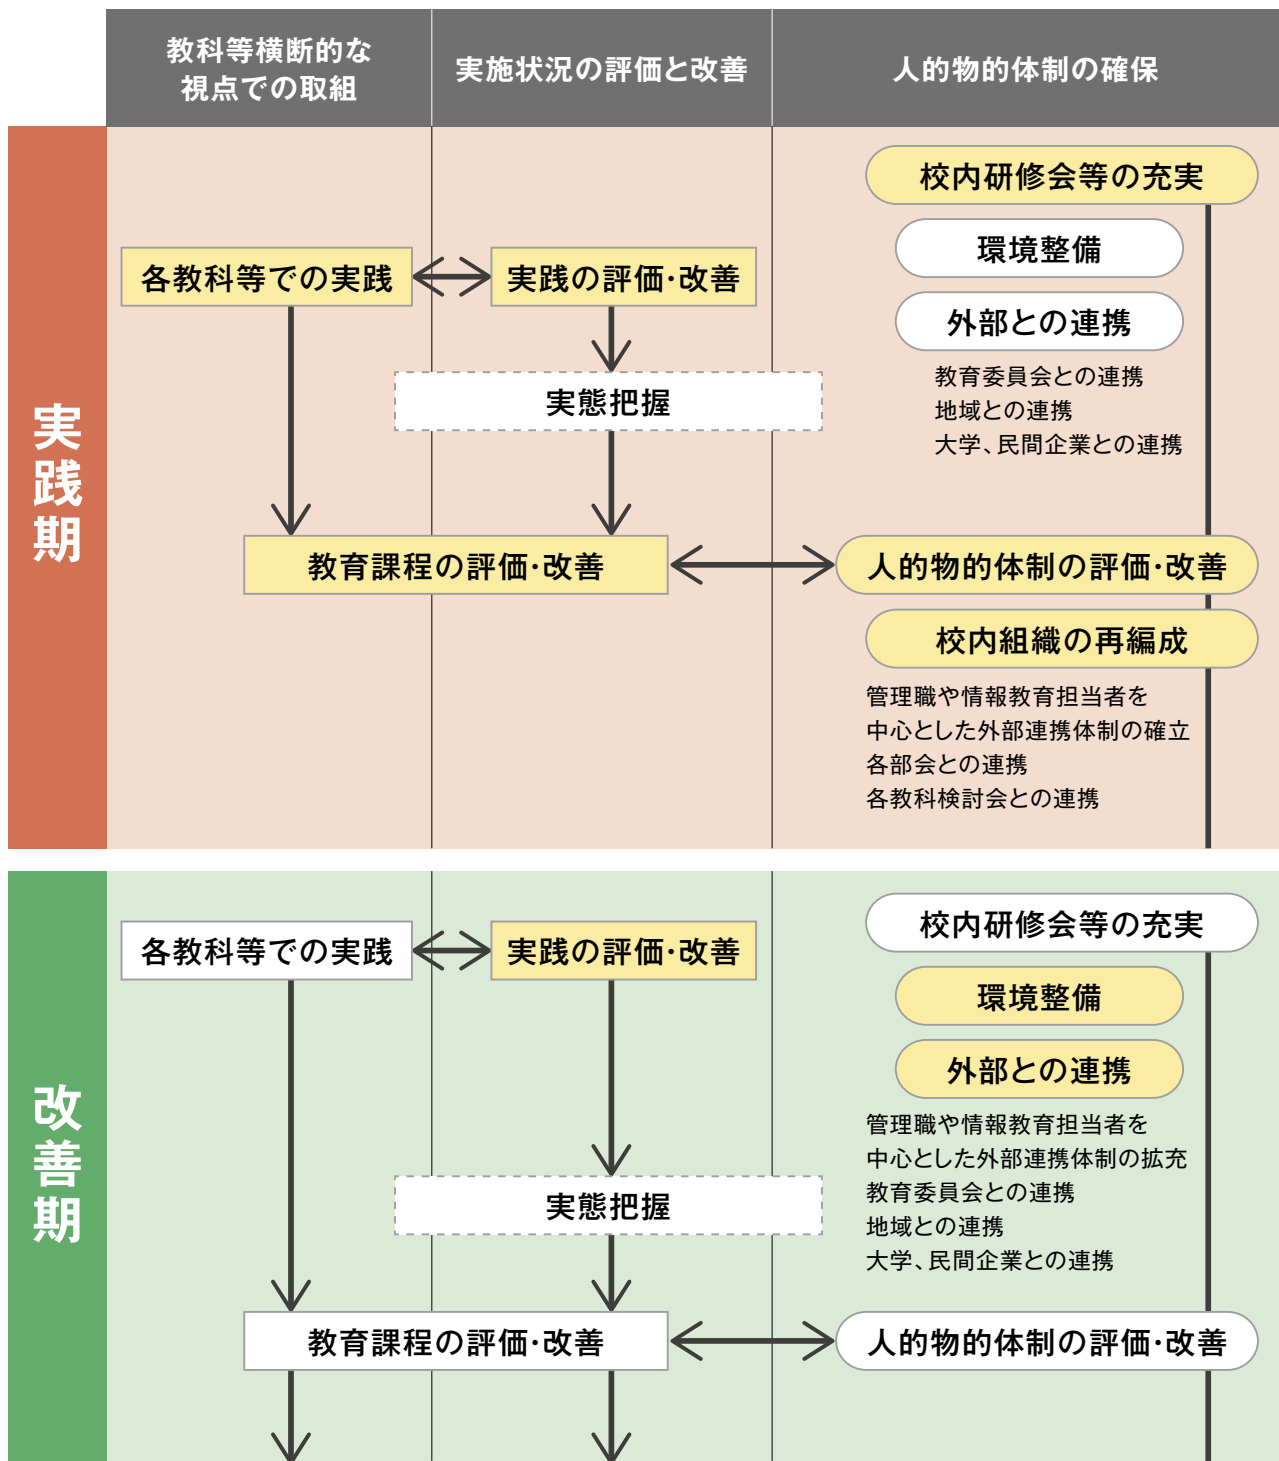 教科等横断的な
視点での取組
実施状況の評価と改善
人的物的体制の確保
実践期
校内研修会等の充実
環境整備
各教科等での実践
実践の評価・改善
外部との連携
教育委員会との連携
地域との連携
大学、民間企業との連携
実態把握
教育課程の評価・改善
人的物的体制の評価・改善
校内組織の再編成
管理職や情報教育担当者を
中心とした外部連携体制の確立
各部会との連携
各教科検討会との連携
改善期
校内研修会等の充実
各教科等での実践
実践の評価・改善
環境整備
外部との連携
管理職や情報教育担当者を
中心とした外部連携体制の拡充
教育委員会との連携
地域との連携
大学、民間企業との連携
実態把握
教育課程の評価・改善
人的物的体制の評価・改善